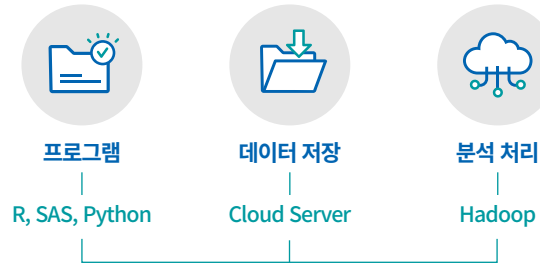 프로그램
데이터 저장
분석 처리
R, SAS, Python
Cloud Server
Hadoop